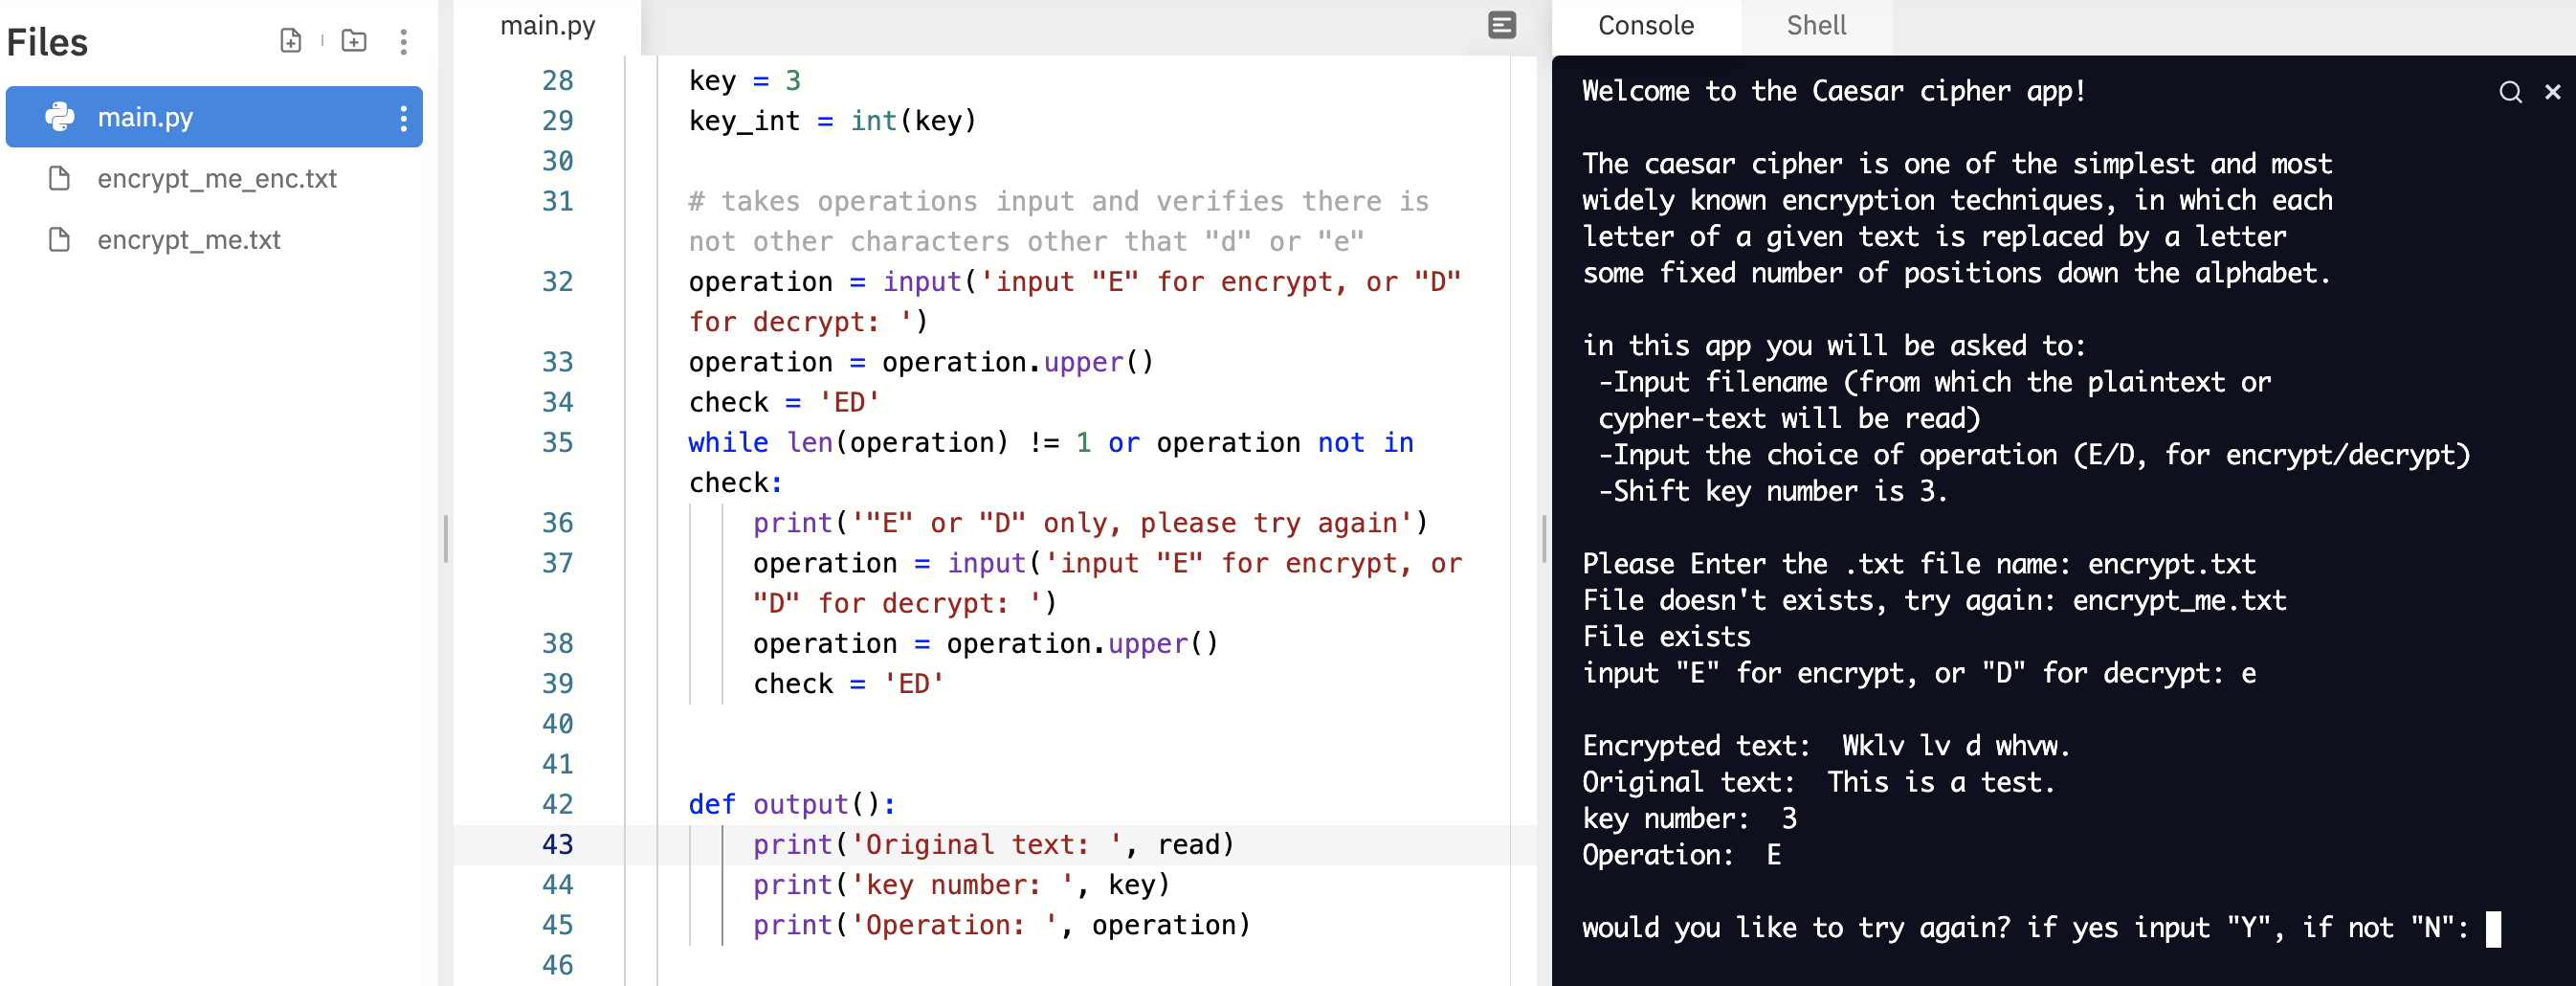 Files
main.py
encrypt_me_enc.txt
encrypt_me.txt
main.py
28 key = 3
29 key_int = int(key)
30
31 # takes operations input and verifies there is
not other characters other that "d" or "e"
32 operation = input('input "E" for encrypt, or "D"
for decrypt: ')
33 operation = operation.upper()
34 check = 'ED'
35 while len(operation) != 1 or operation not in
check:
36 print('"E" or "D" only, please try again')
37 operation = input('input "E" for encrypt, or
"D" for decrypt: ')
38 operation = operation.upper()
39 check = 'ED'
40
41
42 def output():
43 print('Original text: ', read)
44 print('key number: ', key)
45 print('Operation: ', operation)
46
Console
Shell
Welcome to the Caesar cipher app!
The caesar cipher is one of the simplest and most
widely known encryption techniques, in which each
letter of a given text is replaced by a letter
some fixed number of positions down the alphabet.
in this app you will be asked to:
-Input filename (from which the plaintext or
cypher-text will be read)
-Input the choice of operation (E/D, for encrypt/decrypt)
-Shift key number is 3.
Please Enter the .txt file name: encrypt.txt
File doesn't exists, try again: encrypt_me.txt
File exists
input "E" for encrypt, or "D" for decrypt: e
Encrypted text:  Wklv lv d whvw.
Original text:  This is a test.
key number:  3
Operation:  E
would you like to try again? if yes input "Y", if not "N":